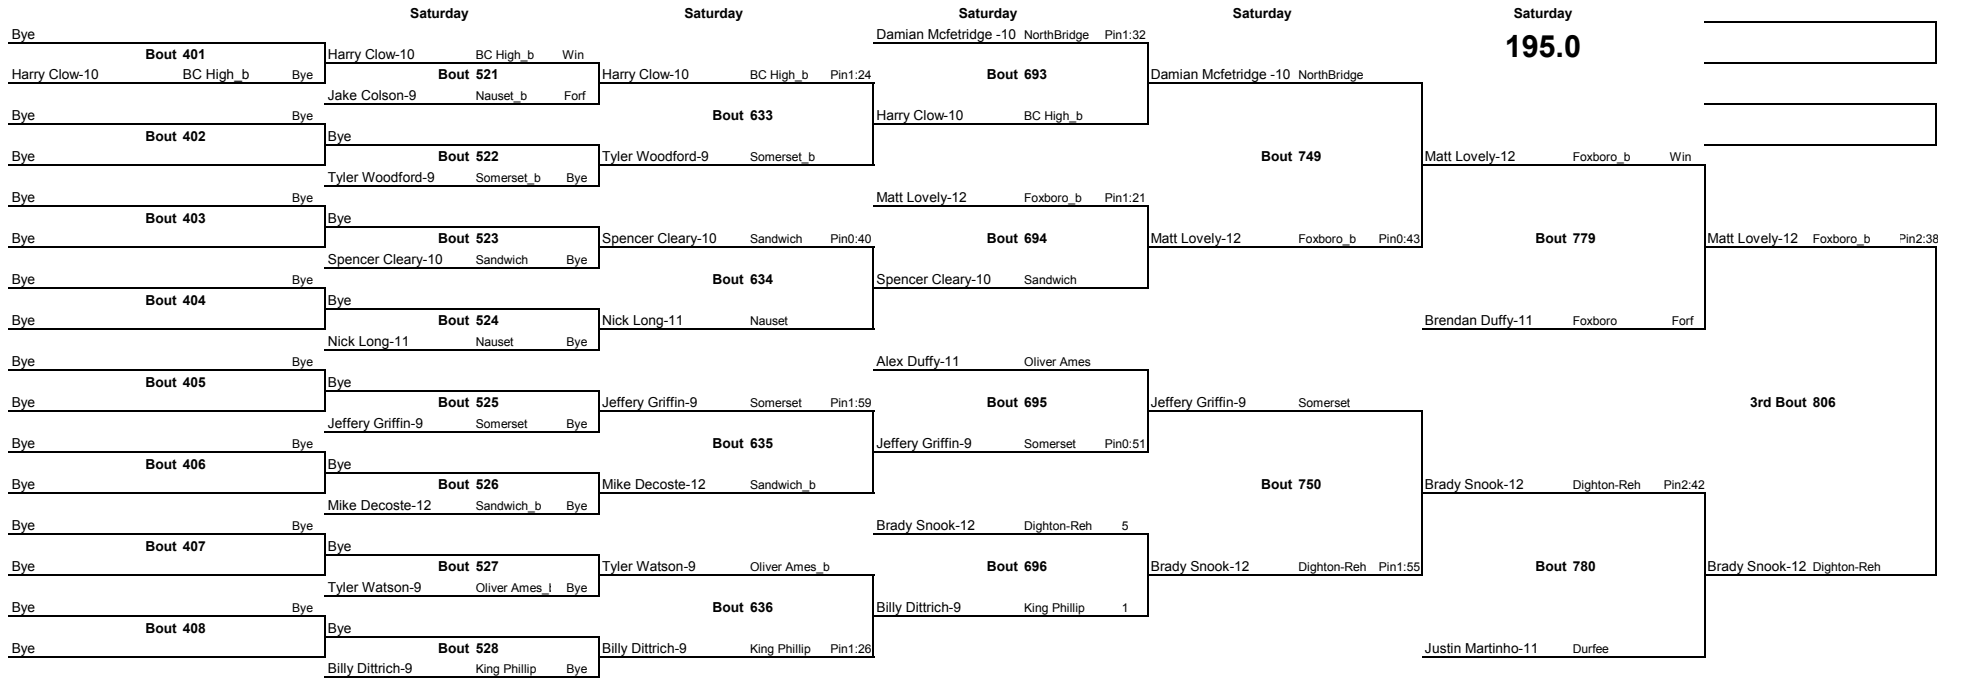 Saturday Saturday Saturday Saturday Saturday
Bye Damian Mcfetridge -10 NorthBridge Pin1:32
195.0
Bout 401 Harry Clow-10 BC High_b Win
Harry Clow-10 BC High_b Bye Bout 521 Harry Clow-10 BC High_b Pin1:24 Bout 693 Damian Mcfetridge -10 NorthBridge
Jake Colson-9 Nauset_b Forf
Bye Bye Bout 633 Harry Clow-10 BC High_b
Bout 402 Bye
Bye Bout 522 Tyler Woodford-9 Somerset_b Bout 749 Matt Lovely-12 Foxboro_b Win
Tyler Woodford-9 Somerset_b Bye
Bye Bye Matt Lovely-12 Foxboro_b Pin1:21
Bout 403 Bye
Bye Bout 523 Spencer Cleary-10 Sandwich Pin0:40 Bout 694 Matt Lovely-12 Foxboro_b Pin0:43 Bout 779 Matt Lovely-12 Foxboro_b Pin2:38
Spencer Cleary-10 Sandwich Bye
Bye Bye Bout 634 Spencer Cleary-10 Sandwich
Bout 404 Bye
Bye Bout 524 Nick Long-11 Nauset Brendan Duffy-11 Foxboro Forf
Nick Long-11 Nauset Bye
Bye Bye Alex Duffy-11 Oliver Ames
Bout 405 Bye
Bye Bout 525 Jeffery Griffin-9 Somerset Pin1:59 Bout 695 Jeffery Griffin-9 Somerset 3rd Bout 806
Jeffery Griffin-9 Somerset Bye
Bye Bye Bout 635 Jeffery Griffin-9 Somerset Pin0:51
Bout 406 Bye
Bye Bout 526 Mike Decoste-12 Sandwich_b Bout 750 Brady Snook-12 Dighton-Reh Pin2:42
Mike Decoste-12 Sandwich_b Bye
Bye Bye Brady Snook-12 Dighton-Reh 5
Bout 407 Bye
Bye Bout 527 Tyler Watson-9 Oliver Ames_b Bout 696 Brady Snook-12 Dighton-Reh Pin1:55 Bout 780 Brady Snook-12 Dighton-Reh
Tyler Watson-9 Oliver Ames_ Bye
Bye Bye Bout 636 Billy Dittrich-9 King Phillip 1
Bout 408 Bye
Bye Bout 528 Billy Dittrich-9 King Phillip Pin1:26 Justin Martinho-11 Durfee
Billy Dittrich-9 King Phillip Bye